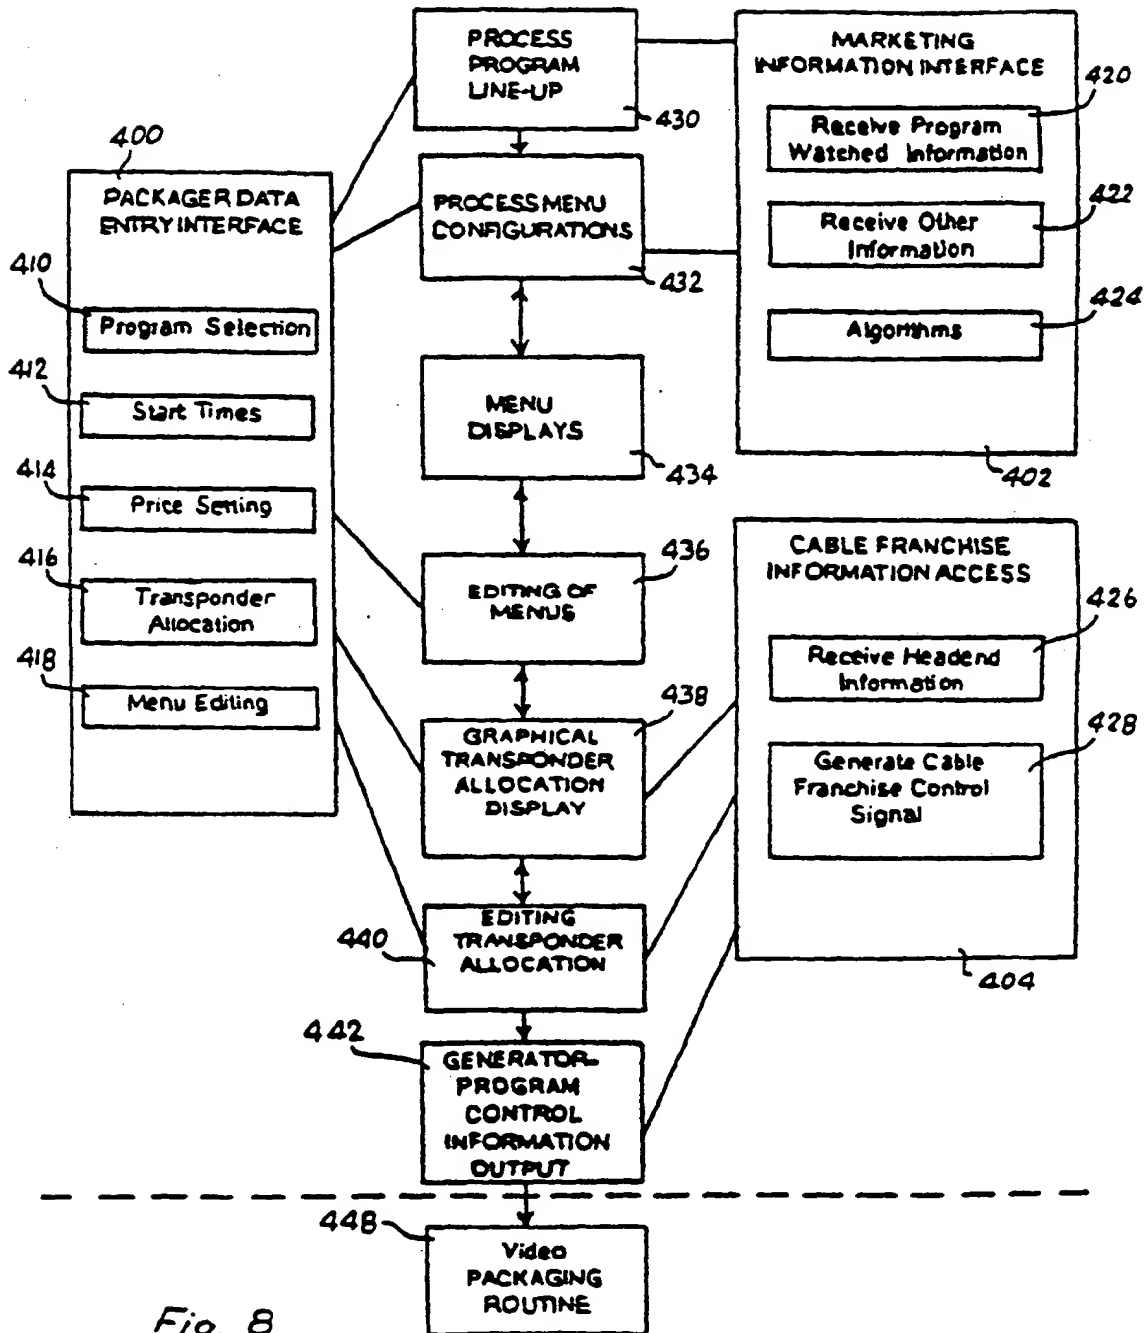 PROCESS
PROGRAM
LINE-UP
430
MARKETING
INFORMATION INTERFACE
420
Receive Program
Watched Information
422
Receive Other
Information
424
Algorithms
402
400
PACKAGER DATA
ENTRY INTERFACE
410
Program Selection
412
Start Times
414
Price Setting
416
Transponder
Allocation
418
Menu Editing
PROCESS MENU
CONFIGURATIONS
432
MENU
DISPLAYS
434
EDITING OF
MENUS
436
GRAPHICAL
TRANSPONDER
ALLOCATION
DISPLAY
438
CABLE FRANCHISE
INFORMATION ACCESS
426
Receive Headend
Information
428
Generate Cable
Franchise Control
Signal
404
EDITING
TRANSPONDER
ALLOCATION
440
442
GENERATOR-
PROGRAM
CONTROL
INFORMATION
OUTPUT
448
Video
PACKAGING
ROUTINE
Fig. 8